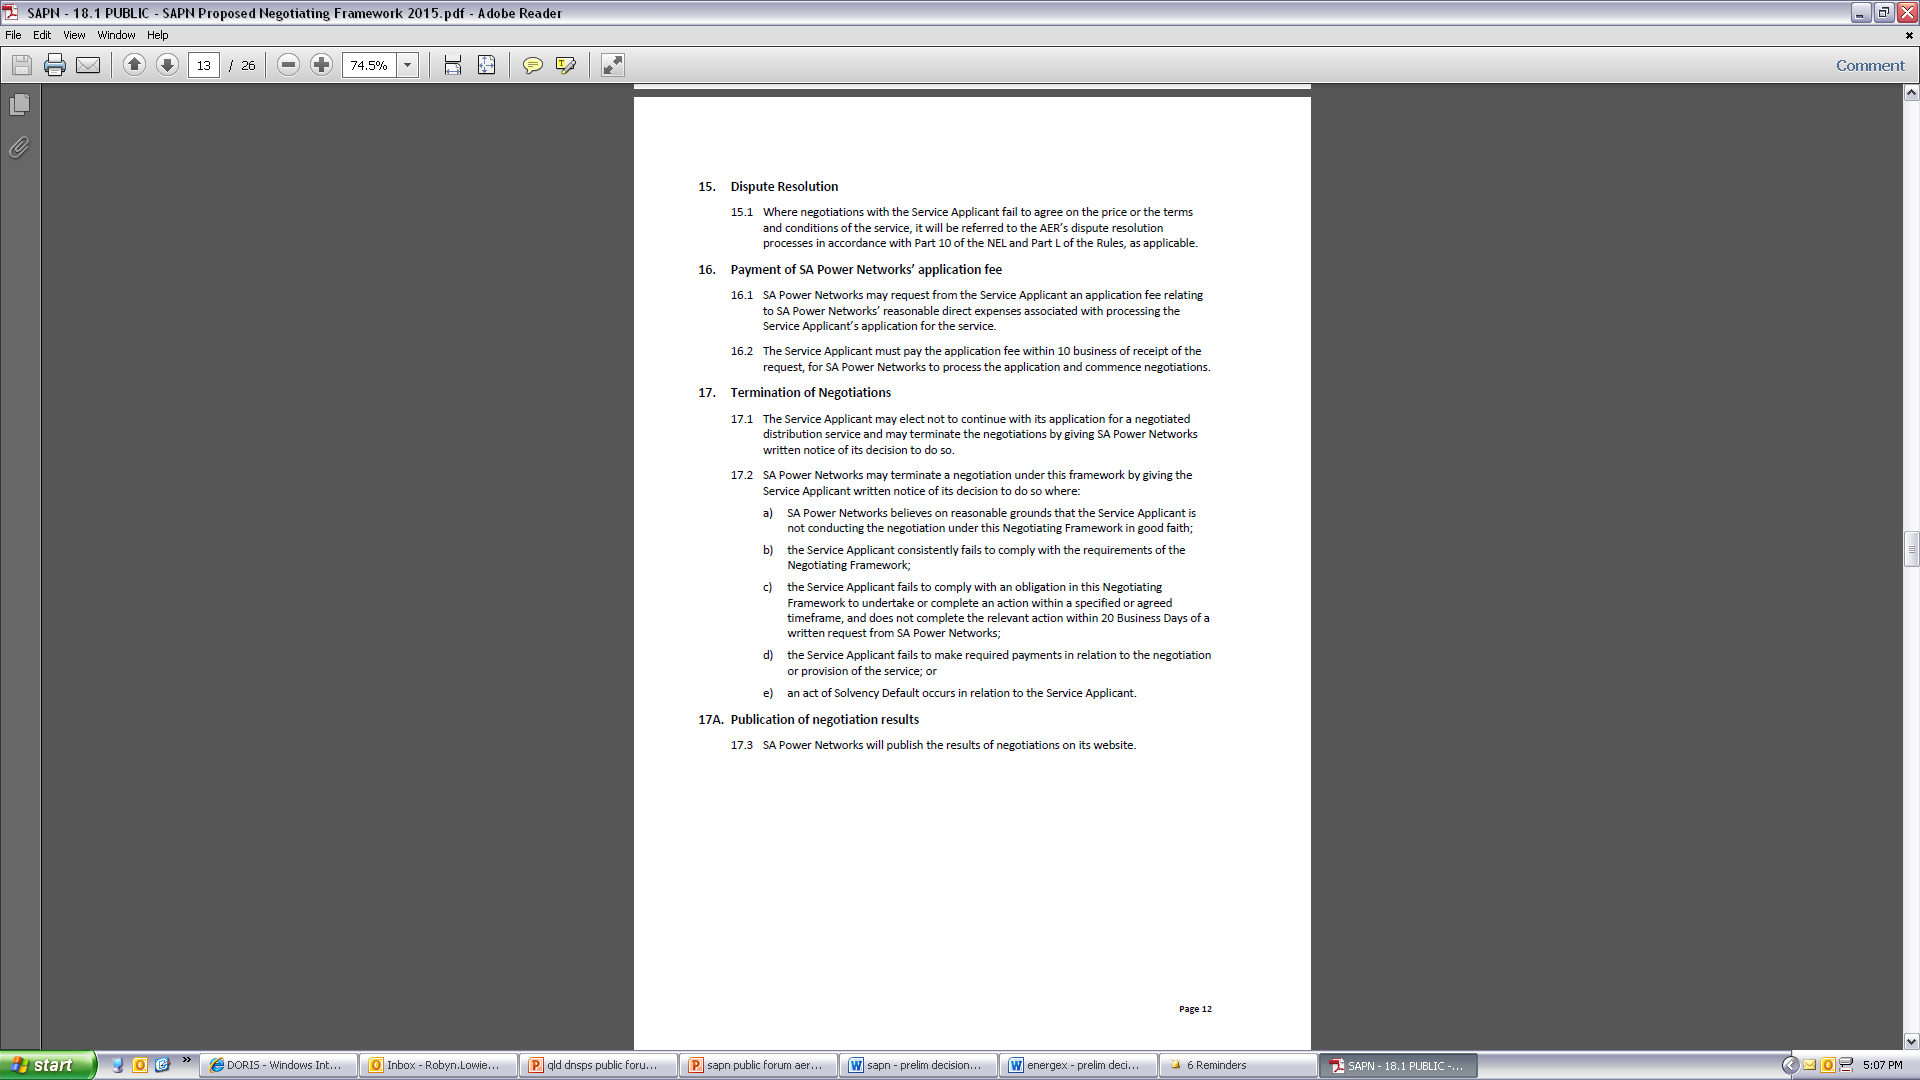 SAPN - 18.1 PUBLIC - SAPN Proposed Negotiating Framework 2015.pdf - Adobe Reader
File Edit View Window Help
13 / 26 74.5% Comment
15. Dispute Resolution
15.1 Where negotiations with the Service Applicant fail to agree on the price or the terms
and conditions of the service, it will be referred to the AER's dispute resolution
processes in accordance with Part 10 of the NEL and Part L of the Rules, as applicable.
16. Payment of SA Power Networks' application fee
16.1 SA Power Networks may request from the Service Applicant an application fee relating
to SA Power Networks' reasonable direct expenses associated with processing the
Service Applicant's application for the service.
16.2 The Service Applicant must pay the application fee within 10 business of receipt of the
request, for SA Power Networks to process the application and commence negotiations.
17. Termination of Negotiations
17.1 The Service Applicant may elect not to continue with its application for a negotiated
distribution service and may terminate the negotiations by giving SA Power Networks
written notice of its decision to do so.
17.2 SA Power Networks may terminate a negotiation under this framework by giving the
Service Applicant written notice of its decision to do so where:
a) SA Power Networks believes on reasonable grounds that the Service Applicant is
not conducting the negotiation under this Negotiating Framework in good faith;
b) the Service Applicant consistently fails to comply with the requirements of the
Negotiating Framework;
c) the Service Applicant fails to comply with an obligation in this Negotiating
Framework to undertake or complete an action within a specified or agreed
timeframe, and does not complete the relevant action within 20 Business Days of a
written request from SA Power Networks;
d) the Service Applicant fails to make required payments in relation to the negotiation
or provision of the service; or
e) an act of Solvency Default occurs in relation to the Service Applicant.
17A. Publication of negotiation results
17.3 SA Power Networks will publish the results of negotiations on its website.
Page 12
start DORIS - Windows Int... Inbox - Robyn.Lowie... qld dnsps public foru... sapn public forum aer... sapn - prelim decision... energex - prelim deci... 6 Reminders SAPN - 18.1 PUBLIC -... 5:07 PM